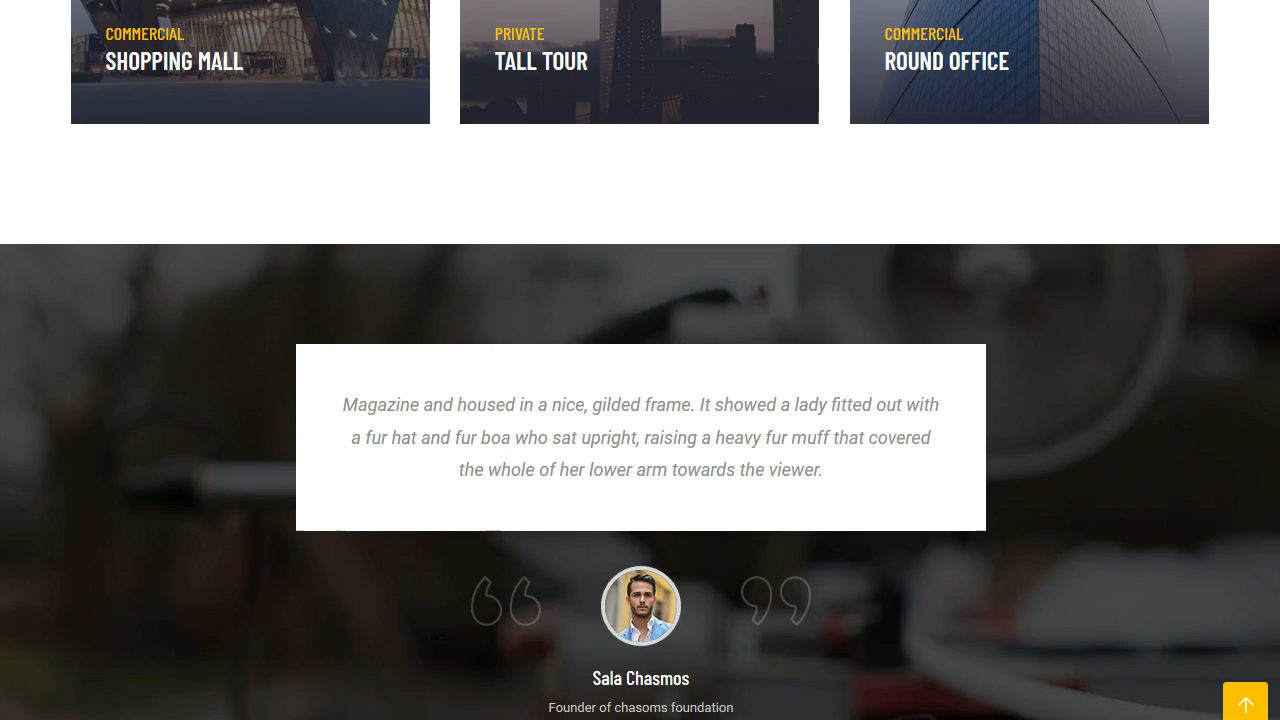 COMMERCIAL
SHOPPING MALL
PRIVATE
TALL TOUR
COMMERCIAL
ROUND OFFICE
Magazine and housed in a nice, gilded frame. It showed a lady fitted out with
a fur hat and fur boa who sat upright, raising a heavy fur muff that covered
the whole of her lower arm towards the viewer.
Sala Chasmos
Founder of chasoms foundation